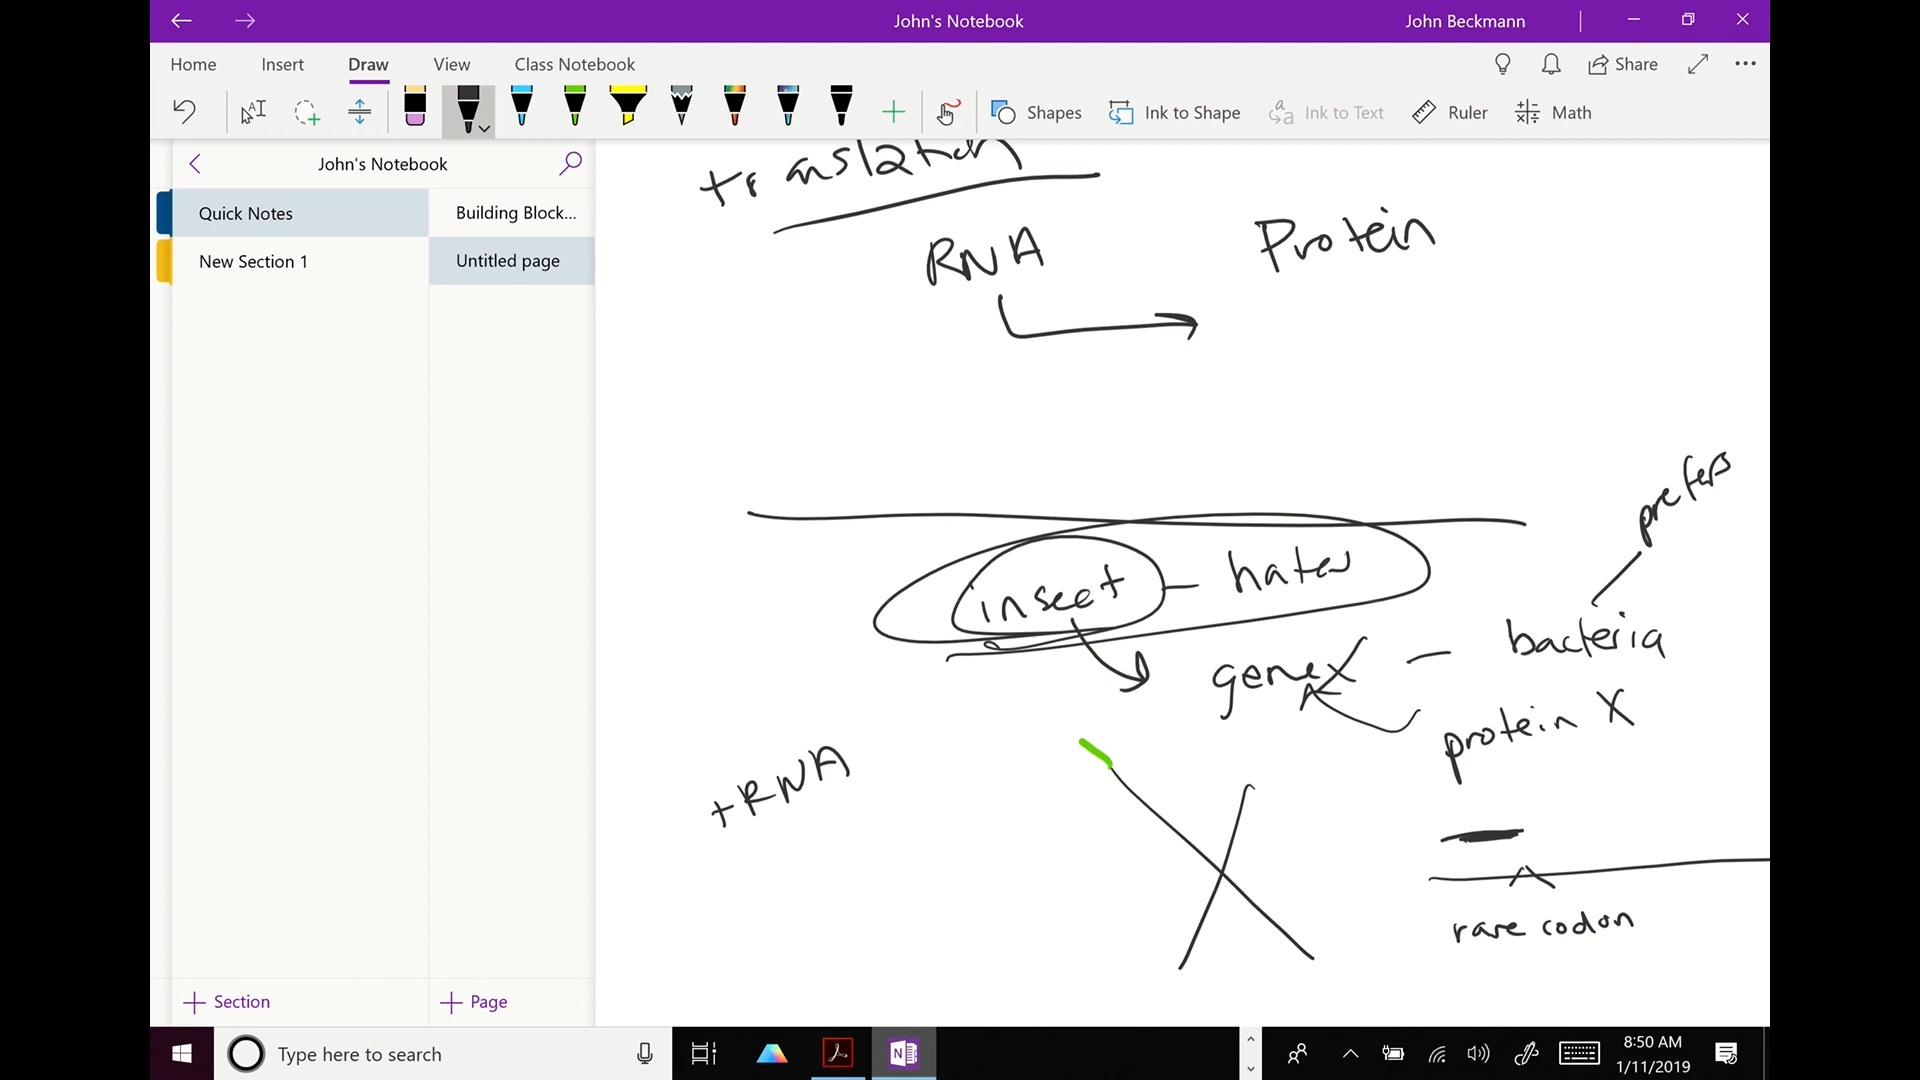 John's Notebook
John Beckmann
Home Insert Draw View Class Notebook
Share
Shapes Ink to Shape Ink to Text Ruler Math
John's Notebook
Quick Notes
New Section 1
Building Block...
Untitled page
translation
RNA Protein
prefers
insect - hates
gene X - bacteria
protein X
tRNA
rare codon
Section
Page
Type here to search
8:50 AM
1/11/2019